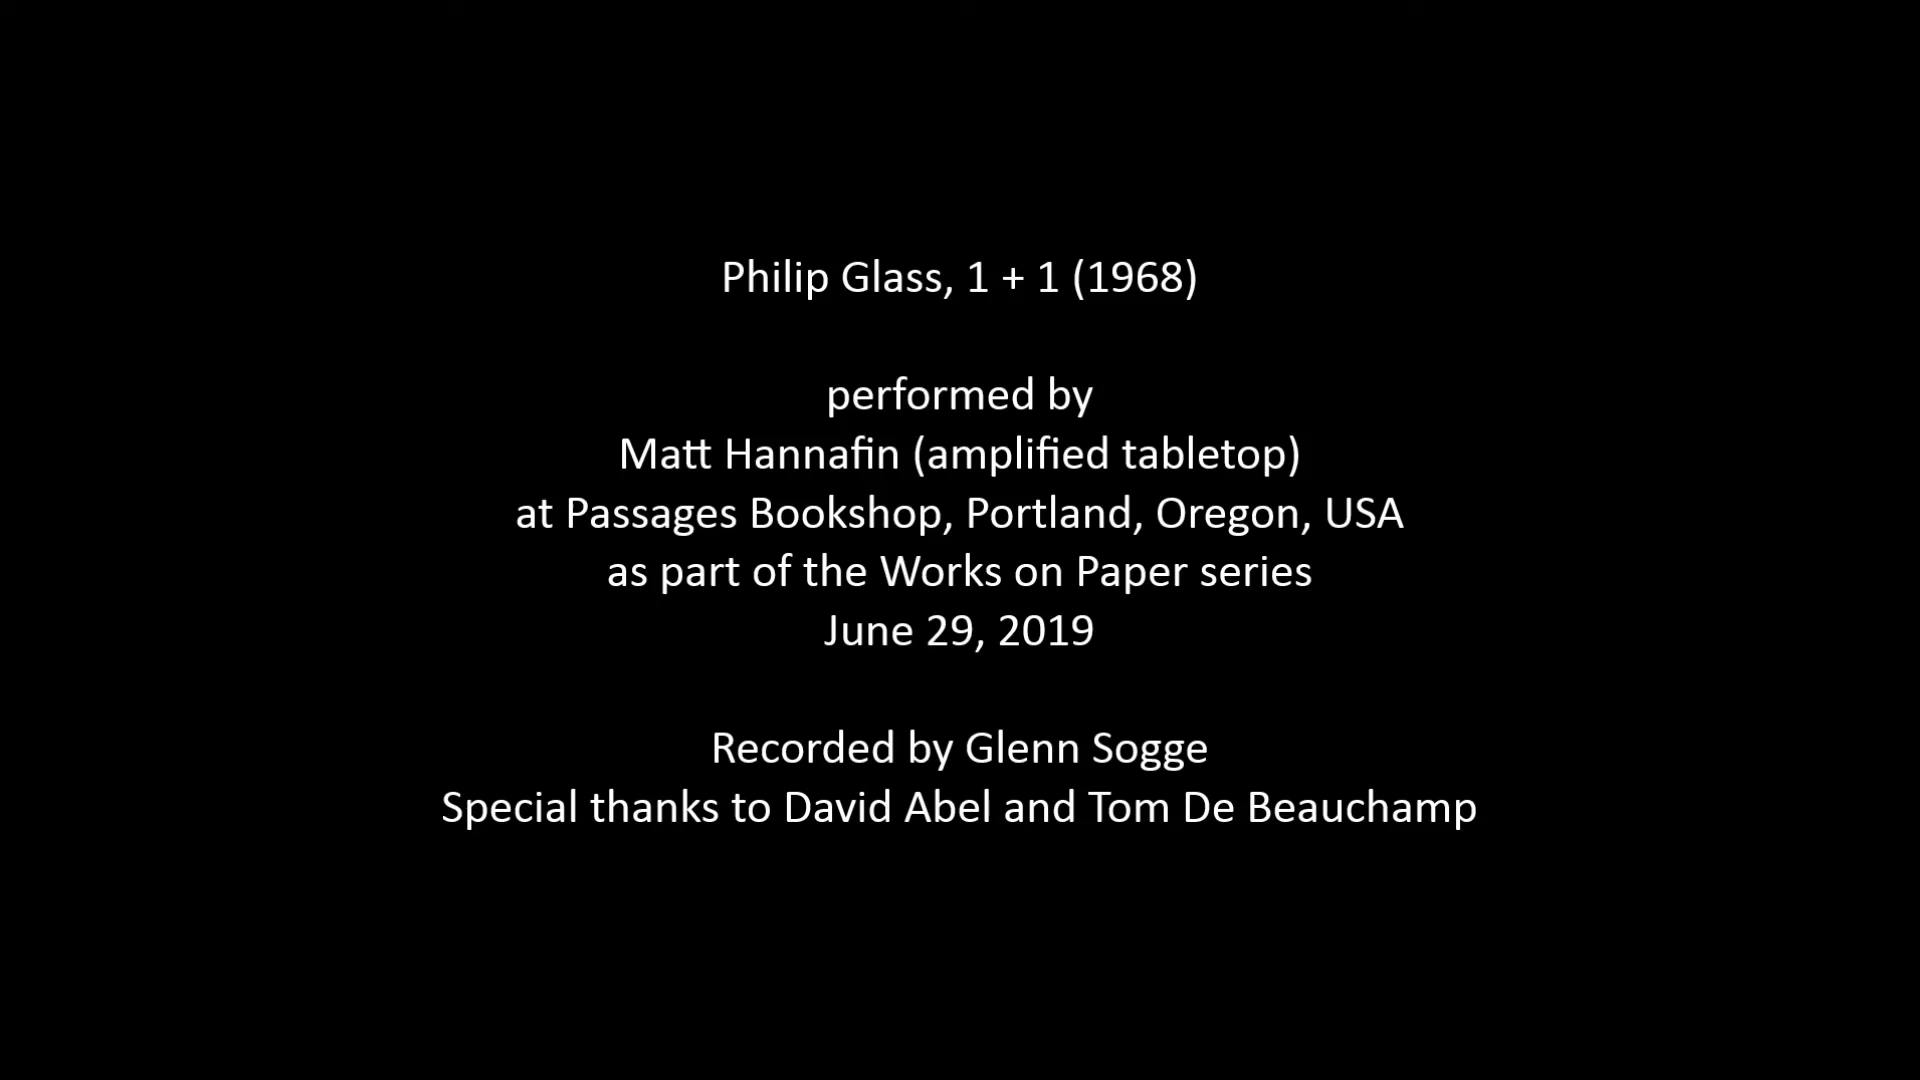 Philip Glass, 1 + 1 (1968)
performed by
Matt Hannafin (amplified tabletop)
at Passages Bookshop, Portland, Oregon, USA
as part of the Works on Paper series
June 29, 2019
Recorded by Glenn Sogge
Special thanks to David Abel and Tom De Beauchamp